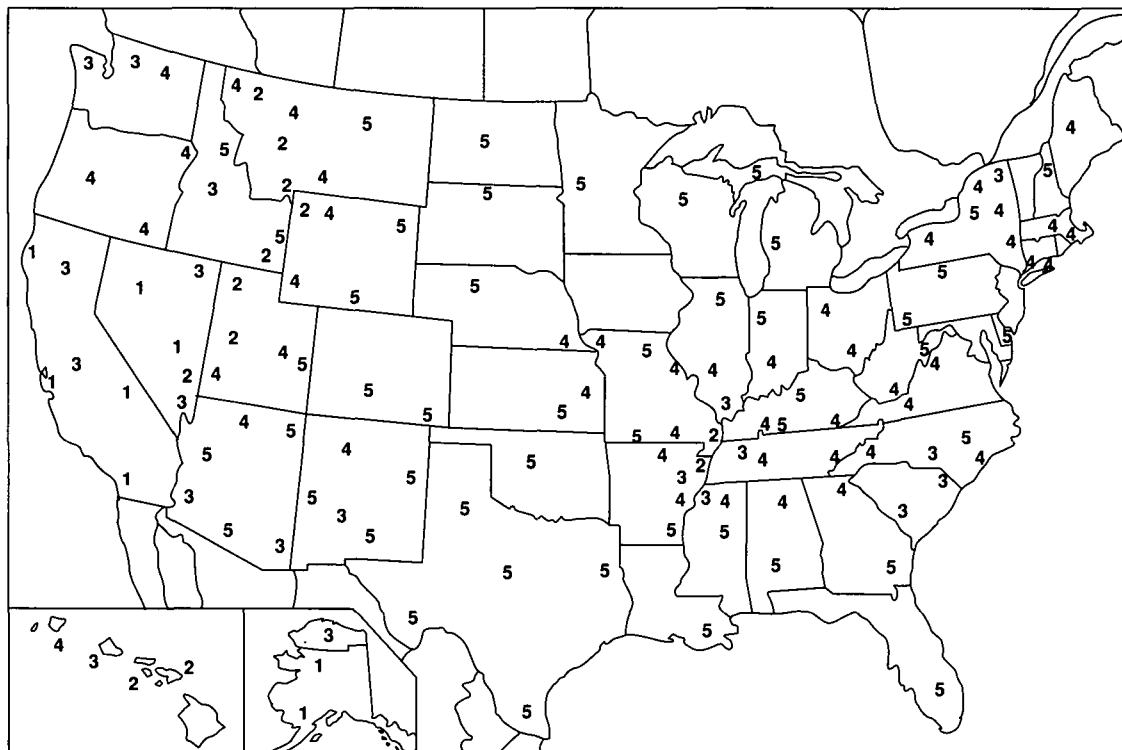 3 3 4
4 2
4 5 4
2 5
4 5
4 3 2 4 5 5 5 5 4 3 5
2 4 5 4
4 5 5 5 4 4 4 4
1 3 3 2 5 4 4
1 2 4 5 5 5
5 4 5
1 2 4 4 4 5 4 5 5
3 1 2 4 5 4 4 4 4
1 3 5 4 5 4
5 5 3 4
4 5 5 4 2 4 5 4 5
5 4 5 4 2 3 4 4 4 3 4
1 5 3 4 3
3 5 5 4 3 4 4 3
5 3 5 5 5
3
5 5 5 5
5 5
4 3
3 2 1
2 5
1 5